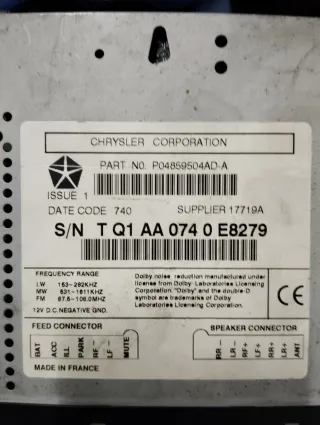 CHRYSLER CORPORATION
PART NO. P04859504AD-A
ISSUE 1
DATE CODE 740 SUPPLIER 17719A
S/N T Q1 AA 074 0 E8279
FREQUENCY RANGE
LW 153-282KHZ
MW 531-1611KHZ
FM 87.5-108.0MHZ
12V D.C. NEGATIVE GND.
Dolby noise reduction manufactured under
license from Dolby Laboratories Licensing
Corporation. "Dolby" and the double-D
symbol are trademarks of Dolby
Laboratories Licensing Corporation.
CE
FEED CONNECTOR
BAT
ACC
ILL
PARK
RF-
LF-
MUTE
SPEAKER CONNECTOR
RR-
LR-
RF+
LF+
RR+
LR+
ANT
MADE IN FRANCE